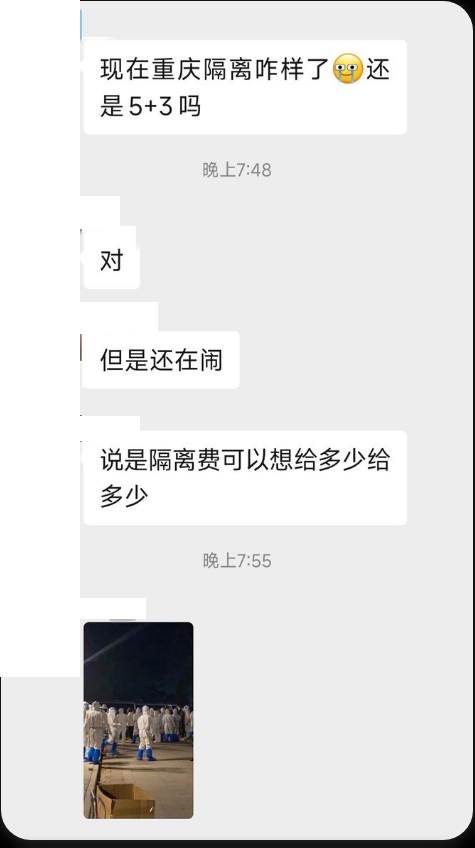 现在重庆隔离咋样了😭还
是5+3吗
晚上7:48
对
但是还在闹
说是隔离费可以想给多少给
多少
晚上7:55